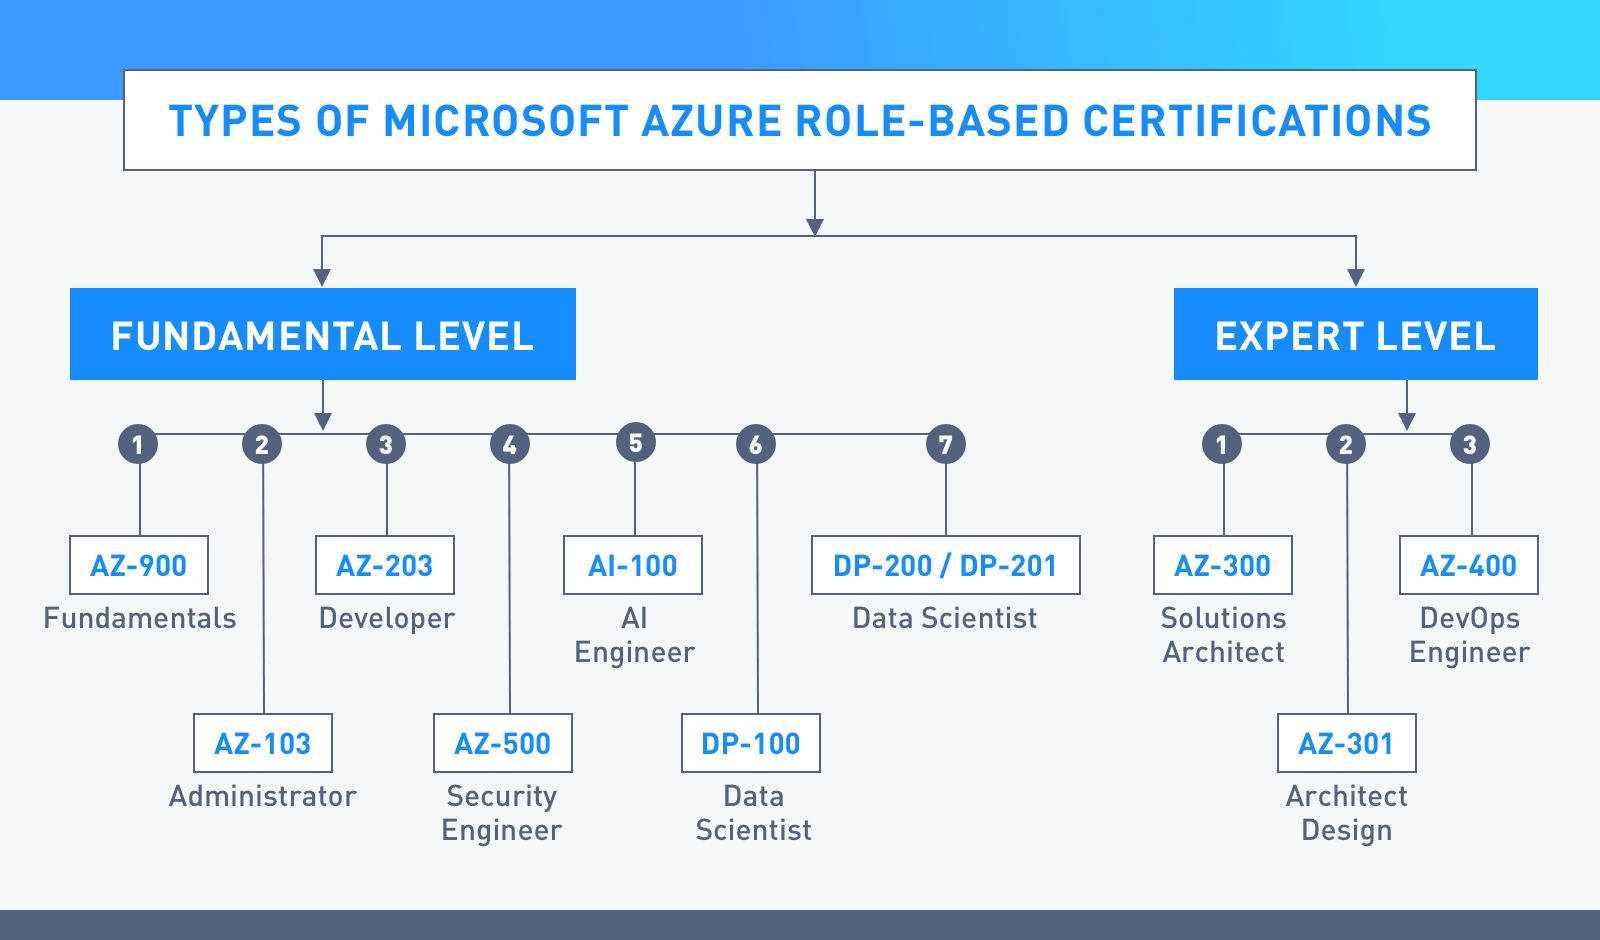 TYPES OF MICROSOFT AZURE ROLE-BASED CERTIFICATIONS
FUNDAMENTAL LEVEL
EXPERT LEVEL
1
2
3
4
5
6
7
1
2
3
AZ-900
Fundamentals
AZ-203
Developer
AI-100
AI
Engineer
DP-200 / DP-201
Data Scientist
AZ-300
Solutions
Architect
AZ-400
DevOps
Engineer
AZ-103
Administrator
AZ-500
Security
Engineer
DP-100
Data
Scientist
AZ-301
Architect
Design